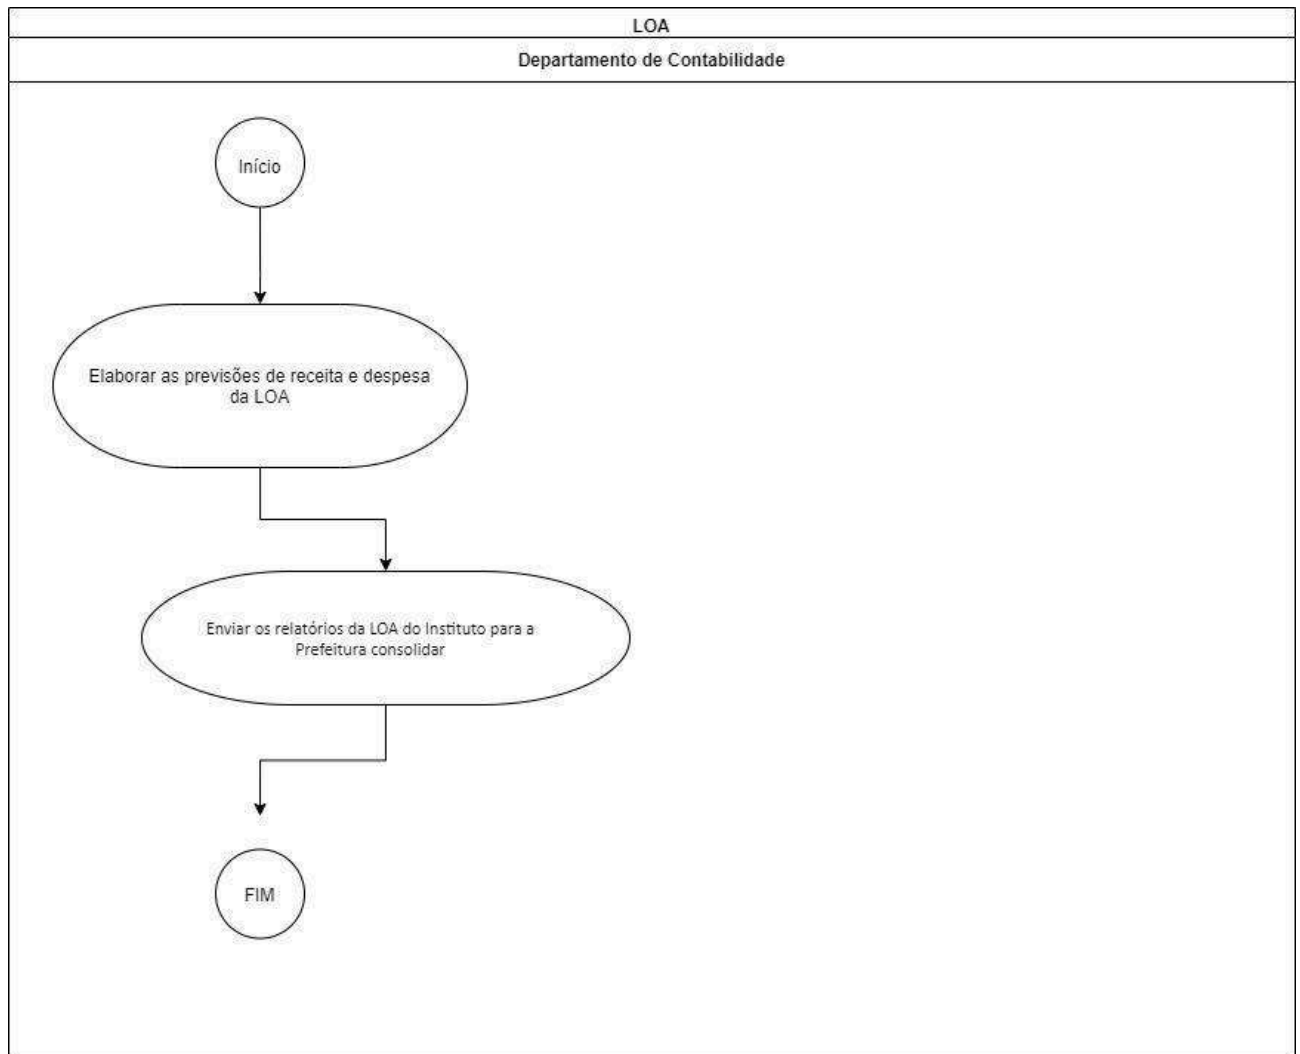 LOA
Departamento de Contabilidade
Início
Elaborar as previsões de receita e despesa
da LOA
Enviar os relatórios da LOA do Instituto para a
Prefeitura consolidar
FIM